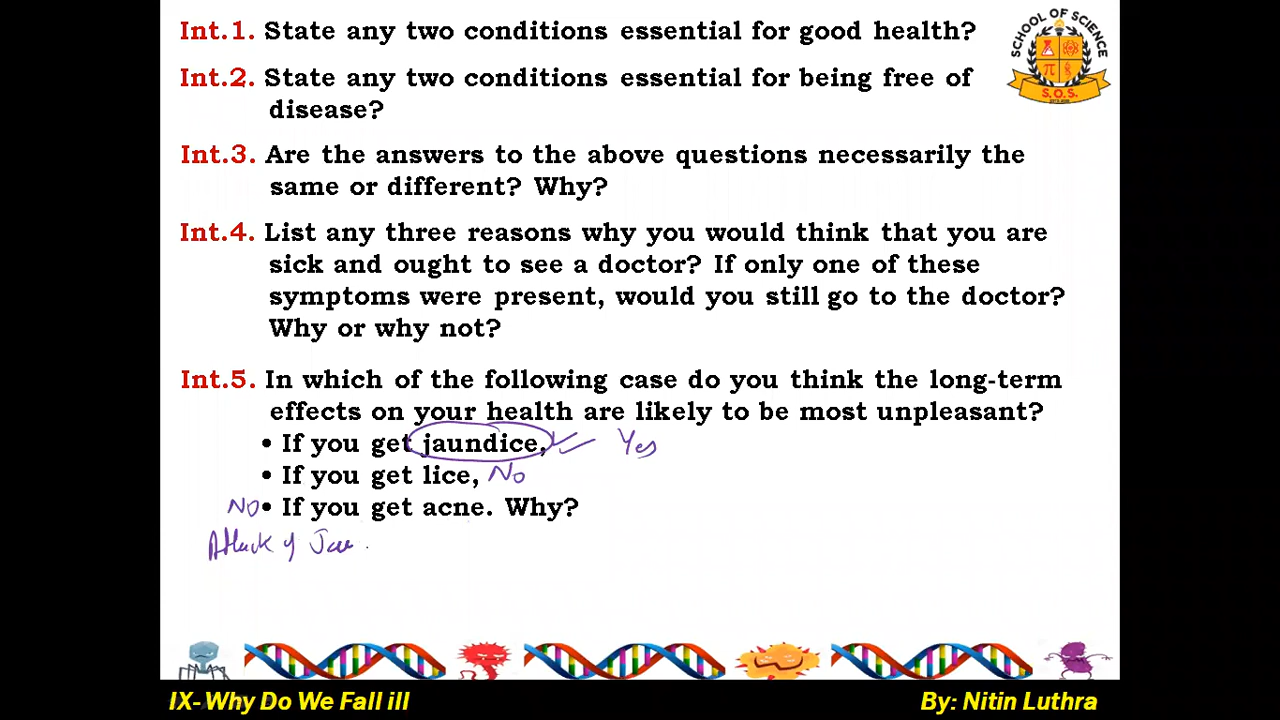 Int.1. State any two conditions essential for good health?
SCHOOL OF SCIENCE
S.O.S.
Int.2. State any two conditions essential for being free of
disease?
Int.3. Are the answers to the above questions necessarily the
same or different? Why?
Int.4. List any three reasons why you would think that you are
sick and ought to see a doctor? If only one of these
symptoms were present, would you still go to the doctor?
Why or why not?
Int.5. In which of the following case do you think the long-term
effects on your health are likely to be most unpleasant?
• If you get jaundice, Yes
• If you get lice, No
NO • If you get acne. Why?
Attack of Jau
IX-Why Do We Fall ill
By: Nitin Luthra